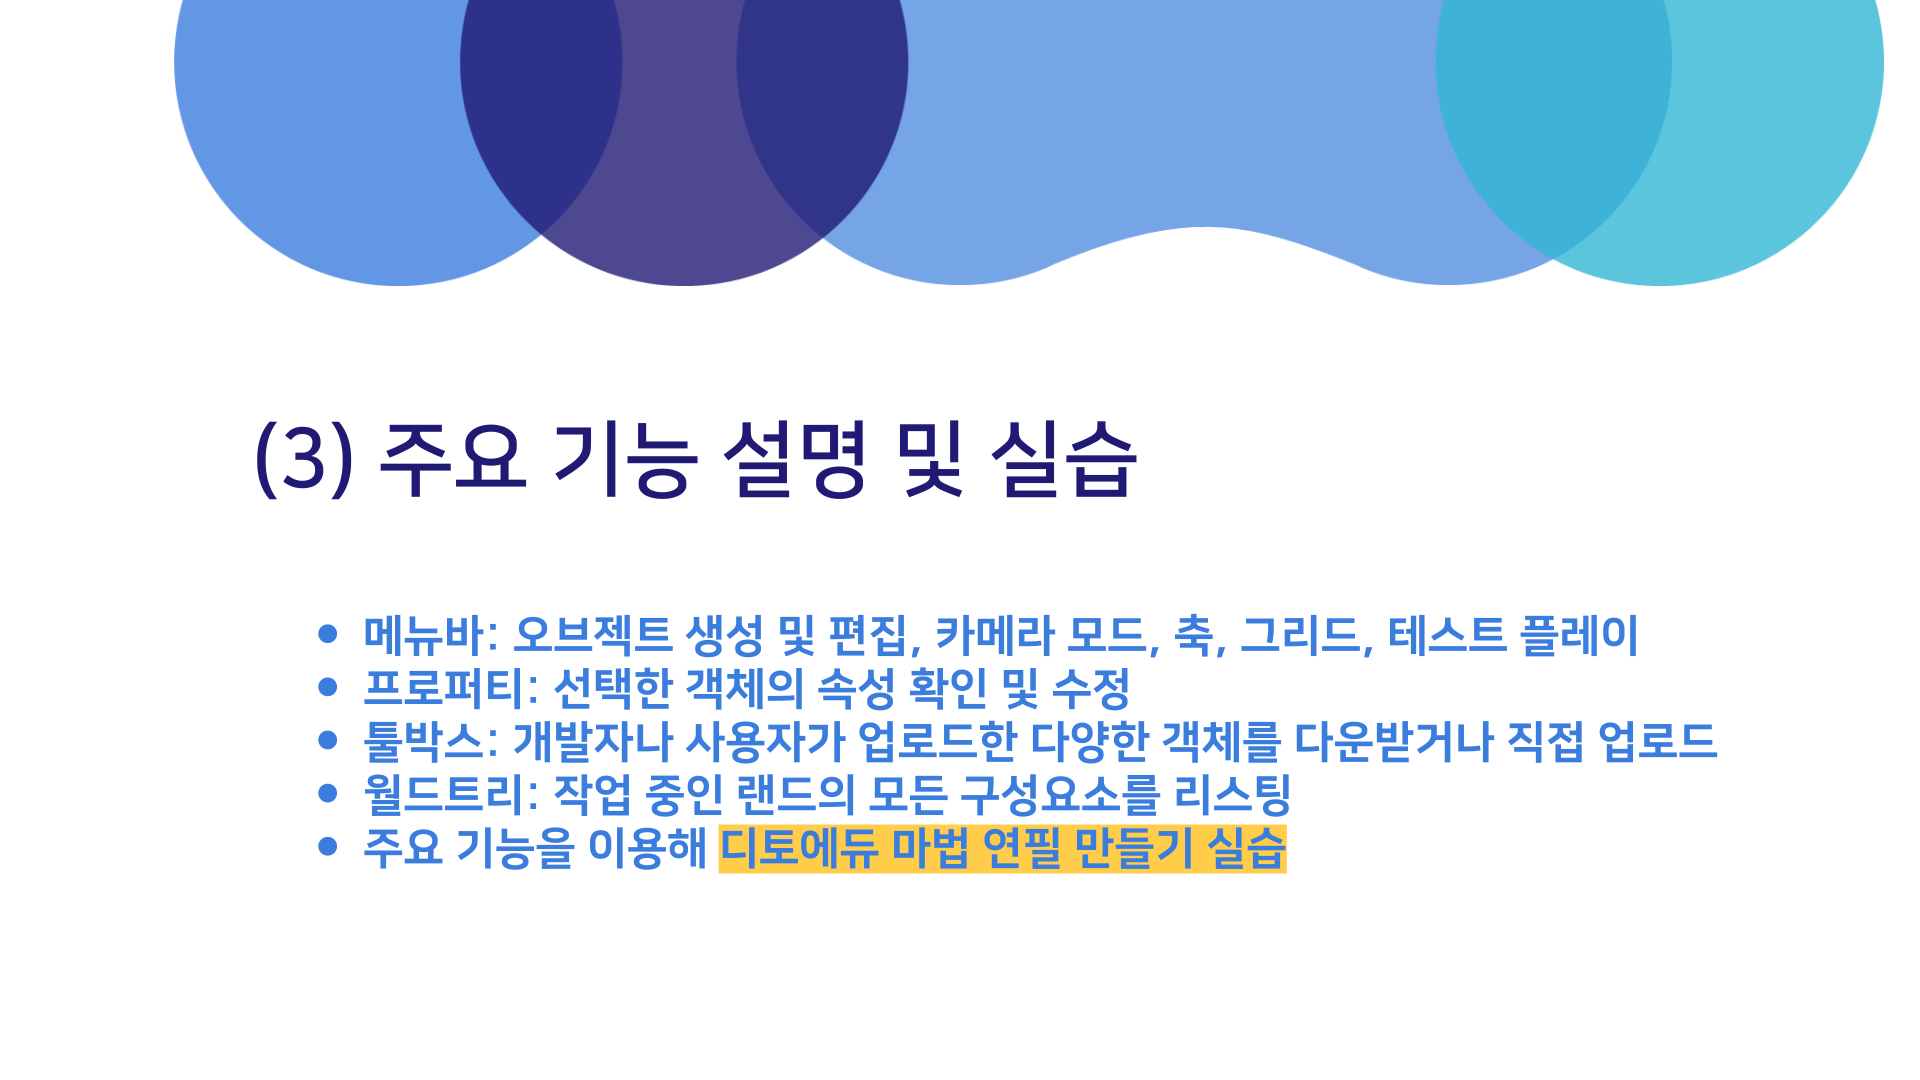 (3) 주요 기능 설명 및 실습
● 메뉴바: 오브젝트 생성 및 편집, 카메라 모드, 축, 그리드, 테스트 플레이
● 프로퍼티: 선택한 객체의 속성 확인 및 수정
● 툴박스: 개발자나 사용자가 업로드한 다양한 객체를 다운받거나 직접 업로드
● 월드트리: 작업 중인 랜드의 모든 구성요소를 리스팅
● 주요 기능을 이용해 디토에듀 마법 연필 만들기 실습